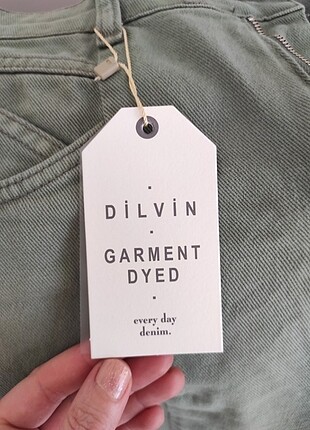 DİLVİN
GARMENT
DYED
every day
denim.